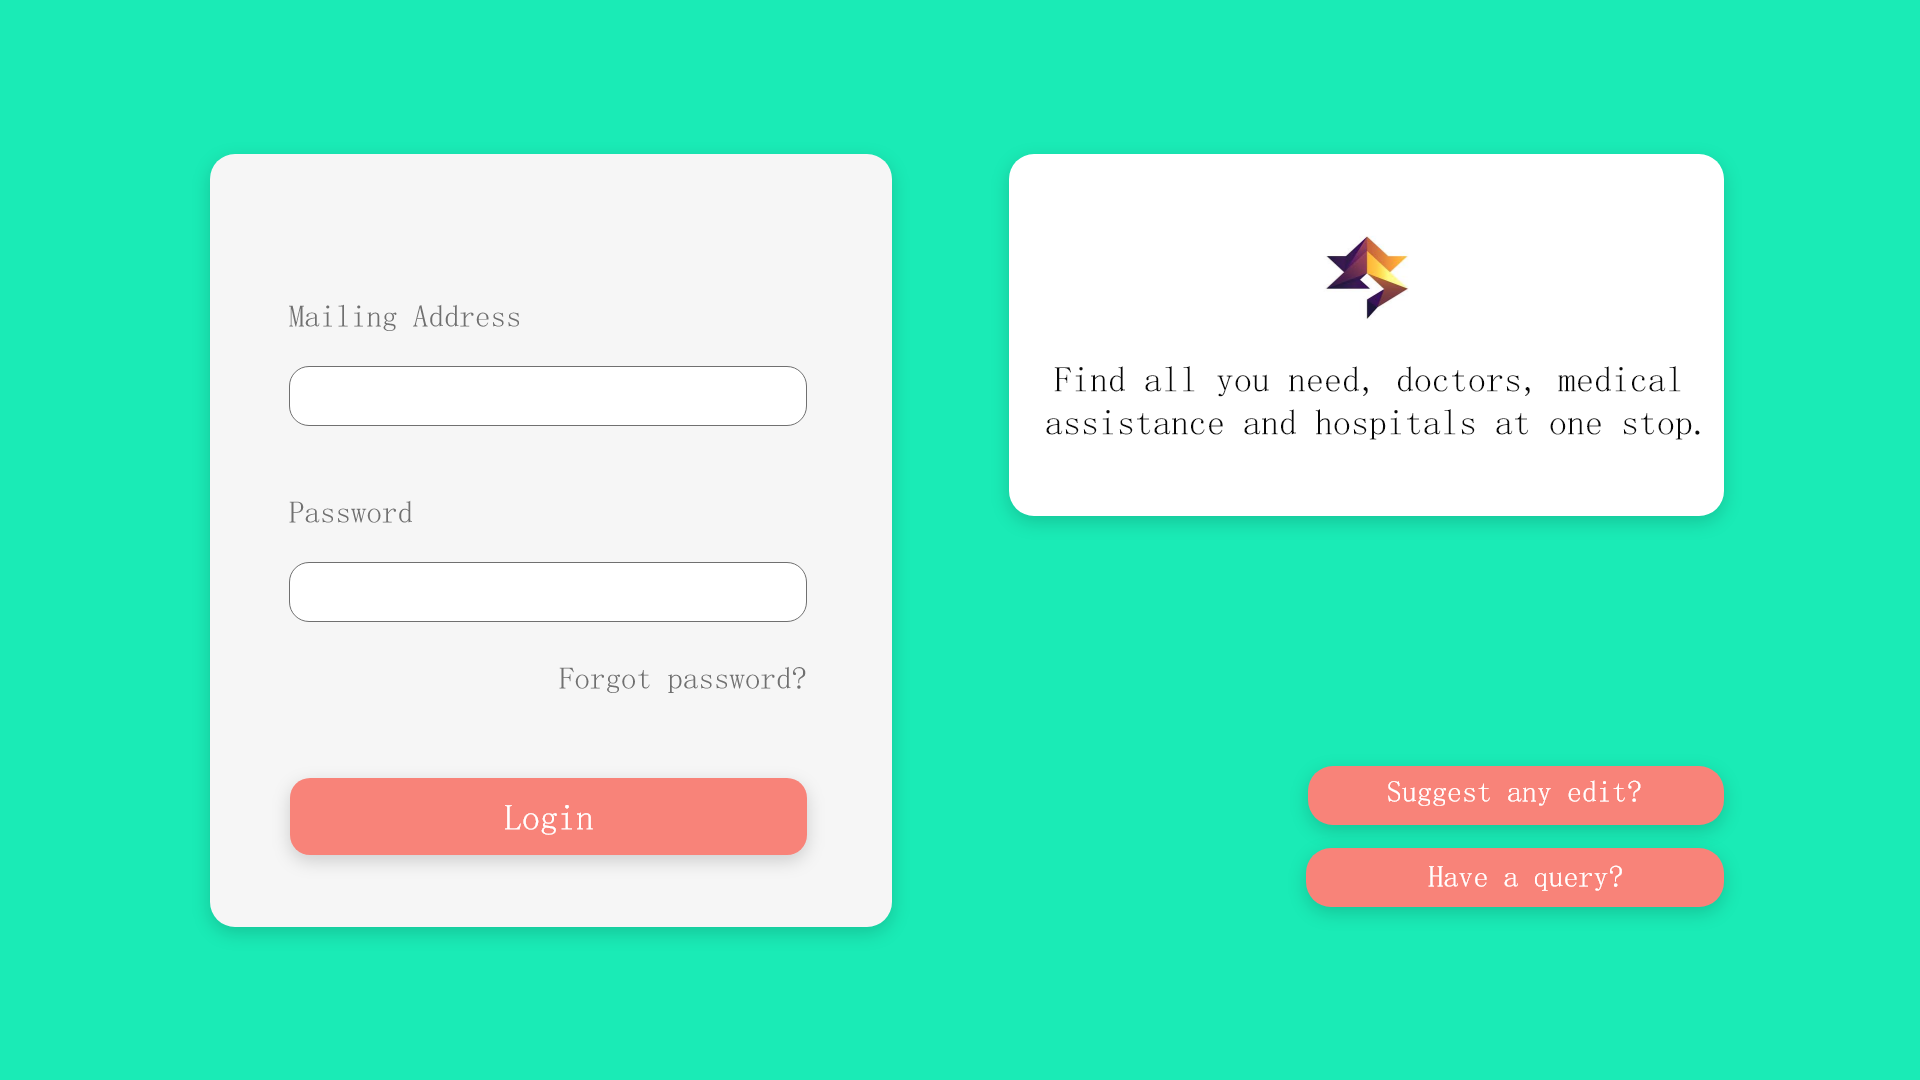 Mailing Address
Password
Forgot password?
Login
Find all you need, doctors, medical
assistance and hospitals at one stop.
Suggest any edit?
Have a query?